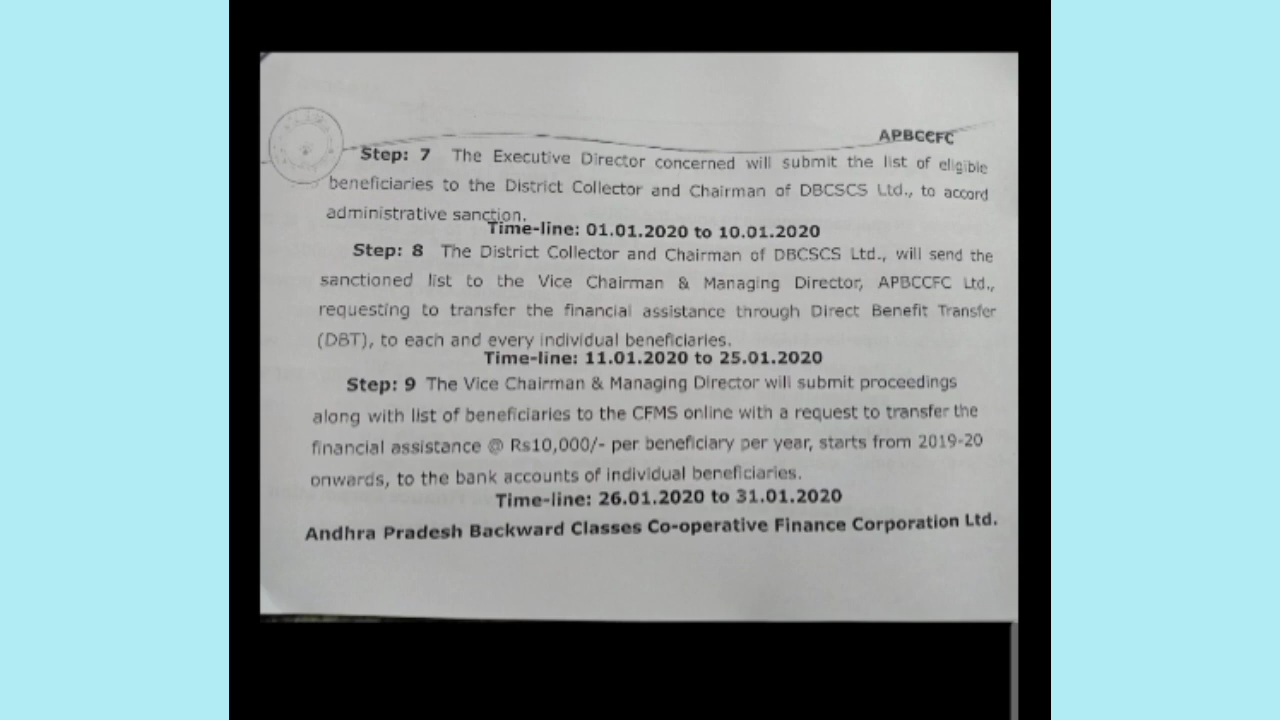 APBCCFC
Step: 7 The Executive Director concerned will submit the list of eligible
beneficiaries to the District Collector and Chairman of DBCSCS Ltd., to accord
administrative sanction.
Time-line: 01.01.2020 to 10.01.2020
Step: 8 The District Collector and Chairman of DBCSCS Ltd., will send the
sanctioned list to the Vice Chairman & Managing Director, APBCCFC Ltd.,
requesting to transfer the financial assistance through Direct Benefit Transfer
(DBT), to each and every individual beneficiaries.
Time-line: 11.01.2020 to 25.01.2020
Step: 9 The Vice Chairman & Managing Director will submit proceedings
along with list of beneficiaries to the CFMS online with a request to transfer the
financial assistance @ Rs10,000/- per beneficiary per year, starts from 2019-20
onwards, to the bank accounts of individual beneficiaries.
Time-line: 26.01.2020 to 31.01.2020
Andhra Pradesh Backward Classes Co-operative Finance Corporation Ltd.